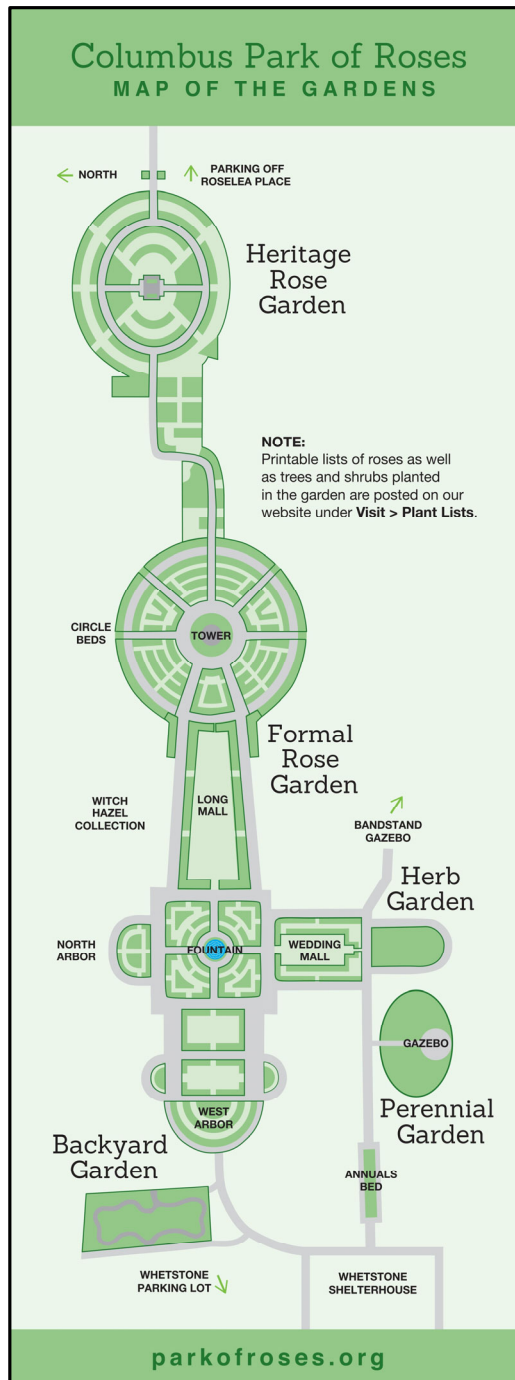 Columbus Park of Roses
MAP OF THE GARDENS
NORTH
PARKING OFF
ROSELEA PLACE
Heritage
Rose
Garden
NOTE:
Printable lists of roses as well
as trees and shrubs planted
in the garden are posted on our
website under Visit > Plant Lists.
CIRCLE
BEDS
TOWER
Formal
Rose
Garden
WITCH
HAZEL
COLLECTION
LONG
MALL
BANDSTAND
GAZEBO
Herb
Garden
NORTH
ARBOR
FOUNTAIN
WEDDING
MALL
GAZEBO
Perennial
Garden
WEST
ARBOR
Backyard
Garden
ANNUALS
BED
WHETSTONE
PARKING LOT
WHETSTONE
SHELTERHOUSE
parkofroses.org